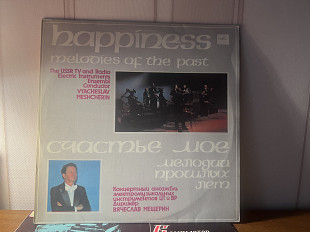 happiness
melodies of the past
The USSR TV and Radio
Electric Instruments
Ensemble
Conductor
VYACHESLAV
MESHCHERIN
счастье мое
мелодии
прошлых
лет
Концертный ансамбль
электромузыкальных
инструментов ЦТ и ВР
Дирижер
ВЯЧЕСЛАВ МЕЩЕРИН